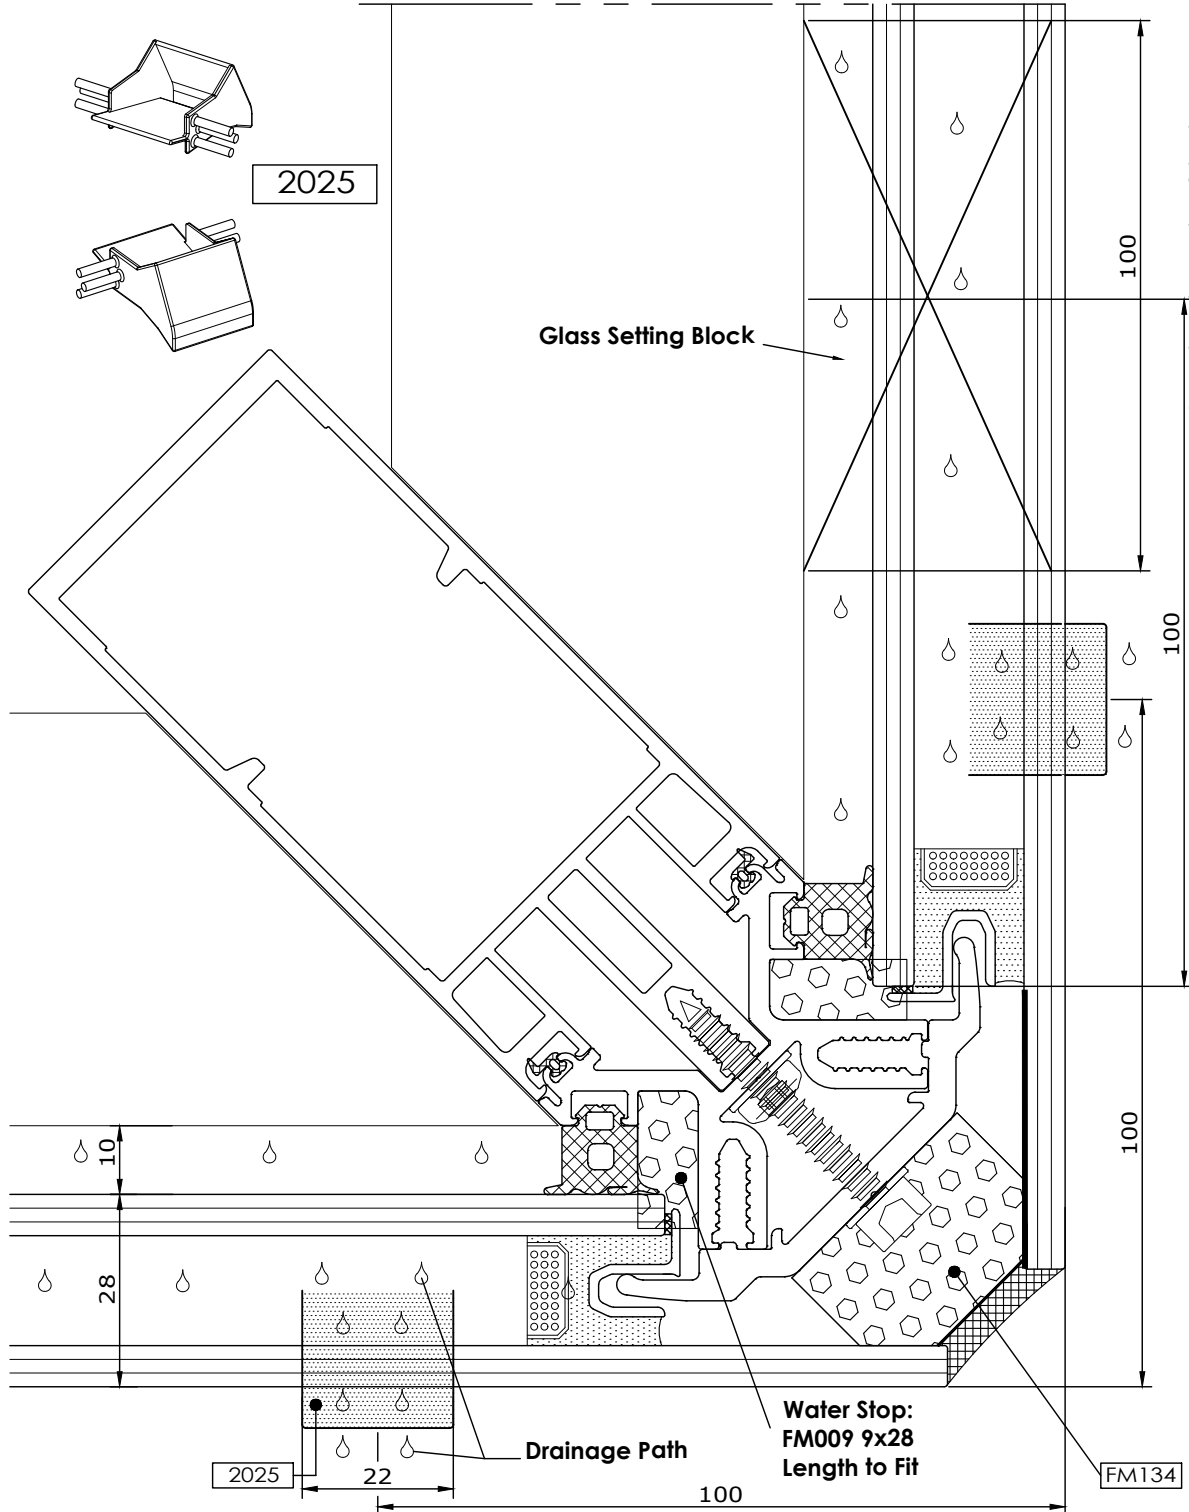 2025
100
Glass Setting Block
100
100
10
28
Water Stop:
FM009 9x28
Length to Fit
Drainage Path
2025
22
FM134
100